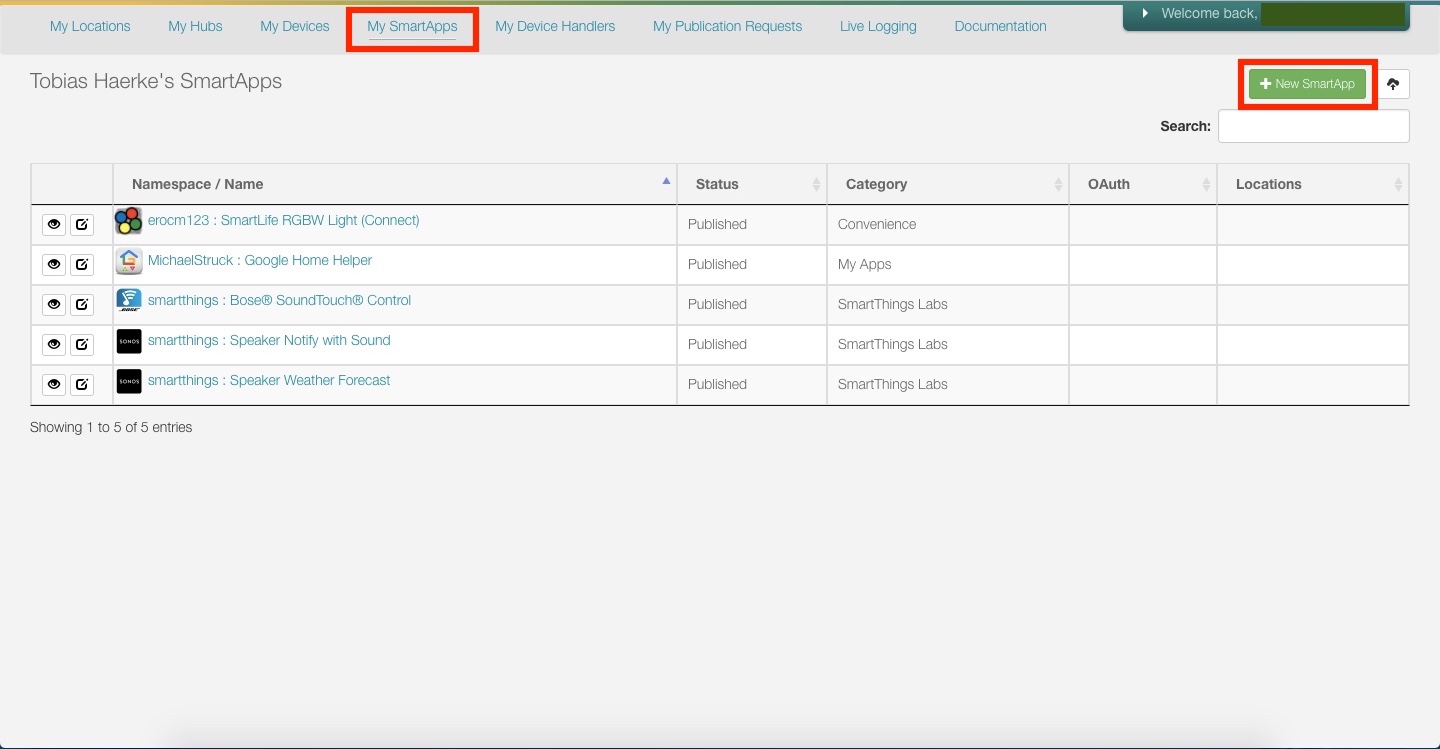 My Locations My Hubs My Devices My SmartApps My Device Handlers My Publication Requests Live Logging Documentation Welcome back,
Tobias Haerke's SmartApps
New SmartApp
Search:
Namespace / Name Status Category OAuth Locations
erocm123 : SmartLife RGBW Light (Connect) Published Convenience
MichaelStruck : Google Home Helper Published My Apps
BOSE smartthings : Bose® SoundTouch® Control Published SmartThings Labs
SONOS smartthings : Speaker Notify with Sound Published SmartThings Labs
SONOS smartthings : Speaker Weather Forecast Published SmartThings Labs
Showing 1 to 5 of 5 entries